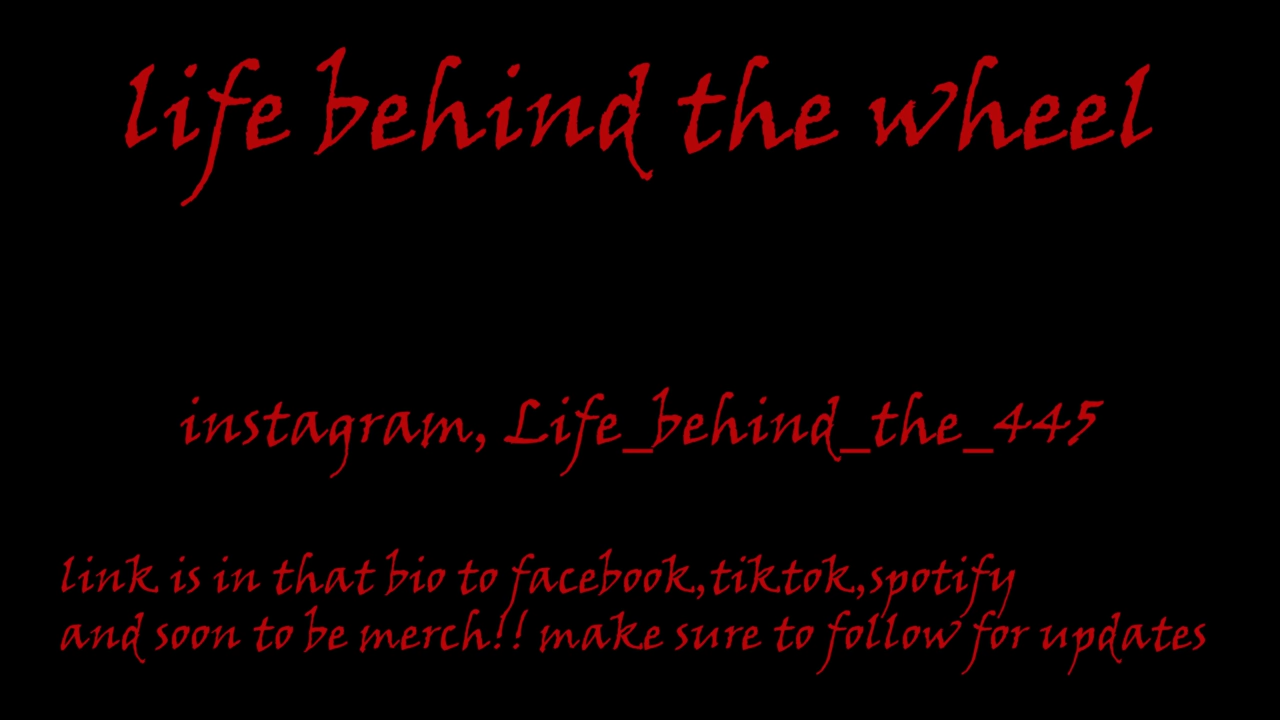 life behind the wheel
instagram, Life_behind_the_445
link is in that bio to facebook,tiktok,spotify
and soon to be merch!! make sure to follow for updates